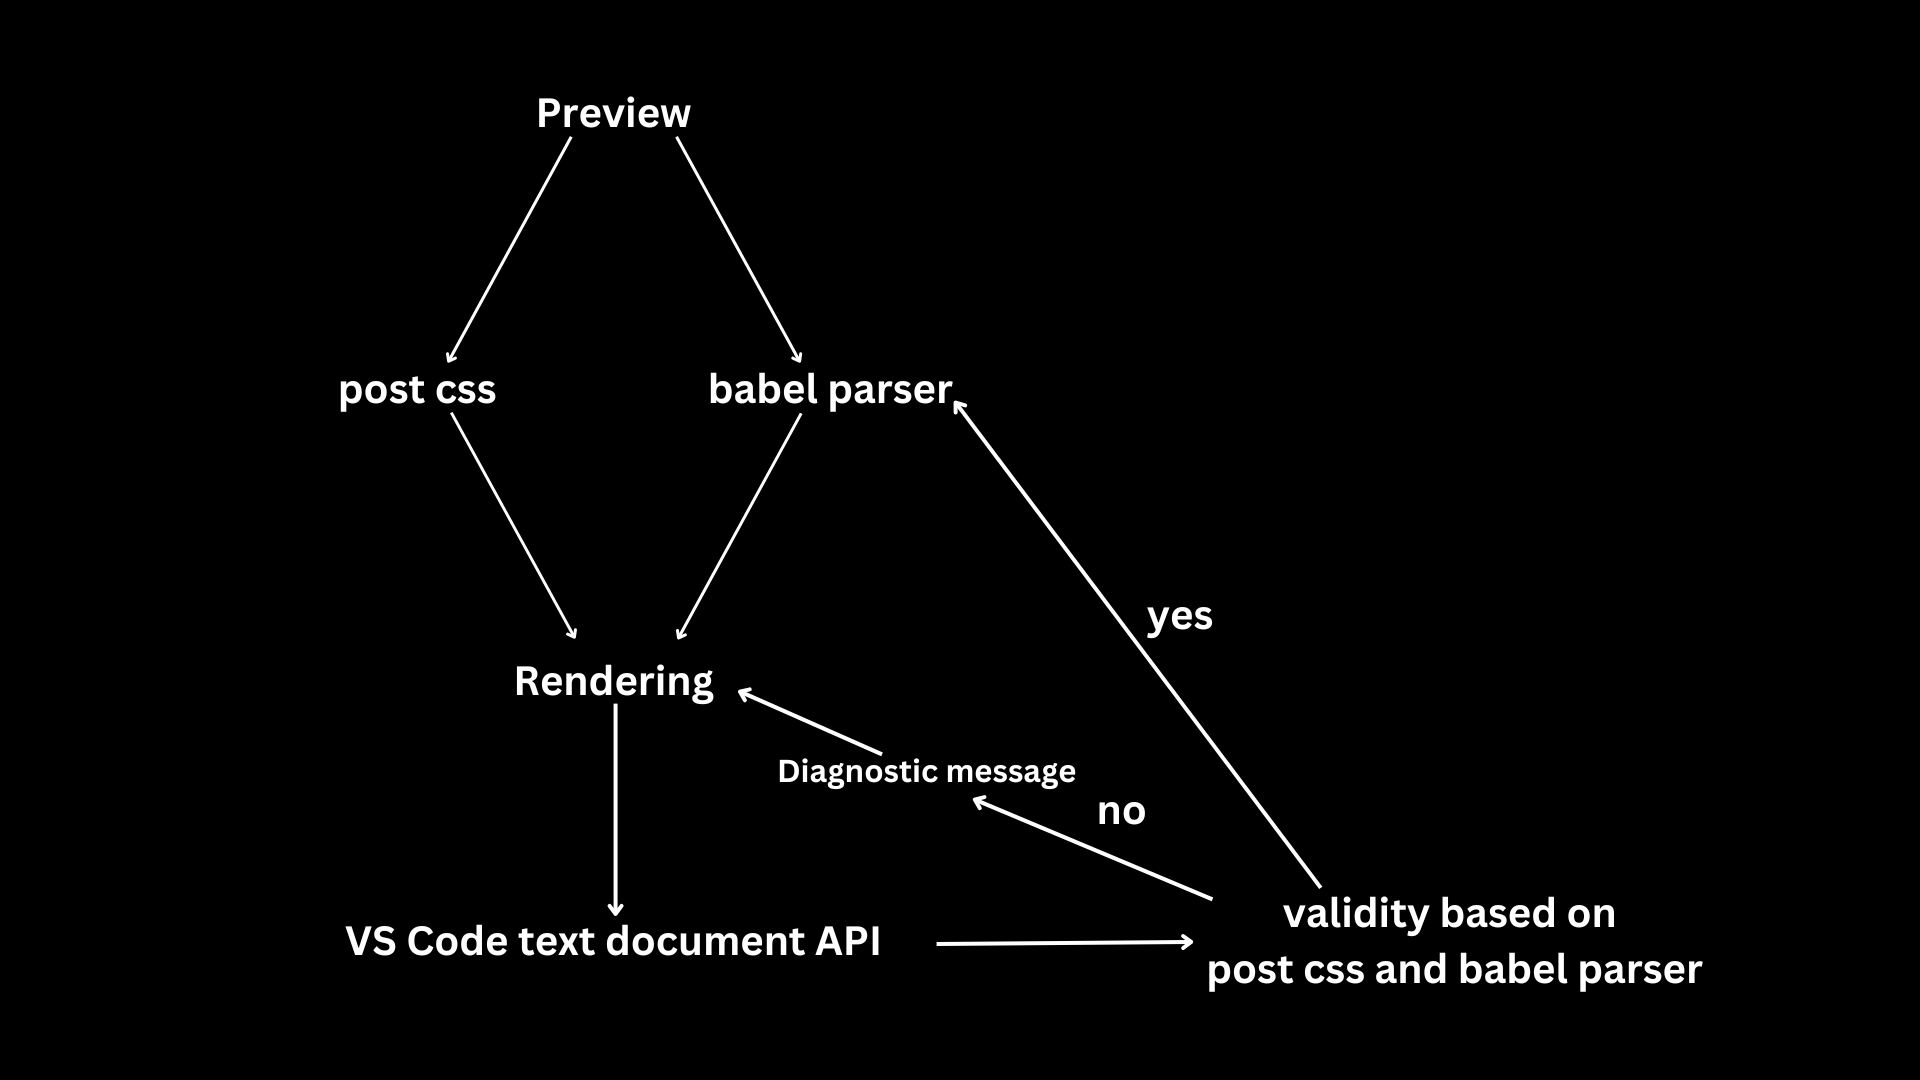 Preview
post css
babel parser
yes
Rendering
Diagnostic message
no
VS Code text document API
validity based on
post css and babel parser